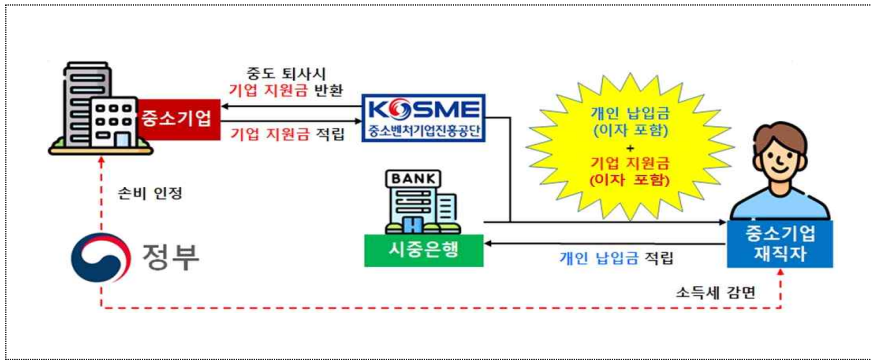 중도 퇴사시
기업 지원금 반환
중소기업
기업 지원금 적립
KOSME
중소벤처기업진흥공단
개인 납입금
(이자 포함)
+
기업 지원금
(이자 포함)
손비 인정
BANK
시중은행
개인 납입금 적립
중소기업
재직자
정부
소득세 감면